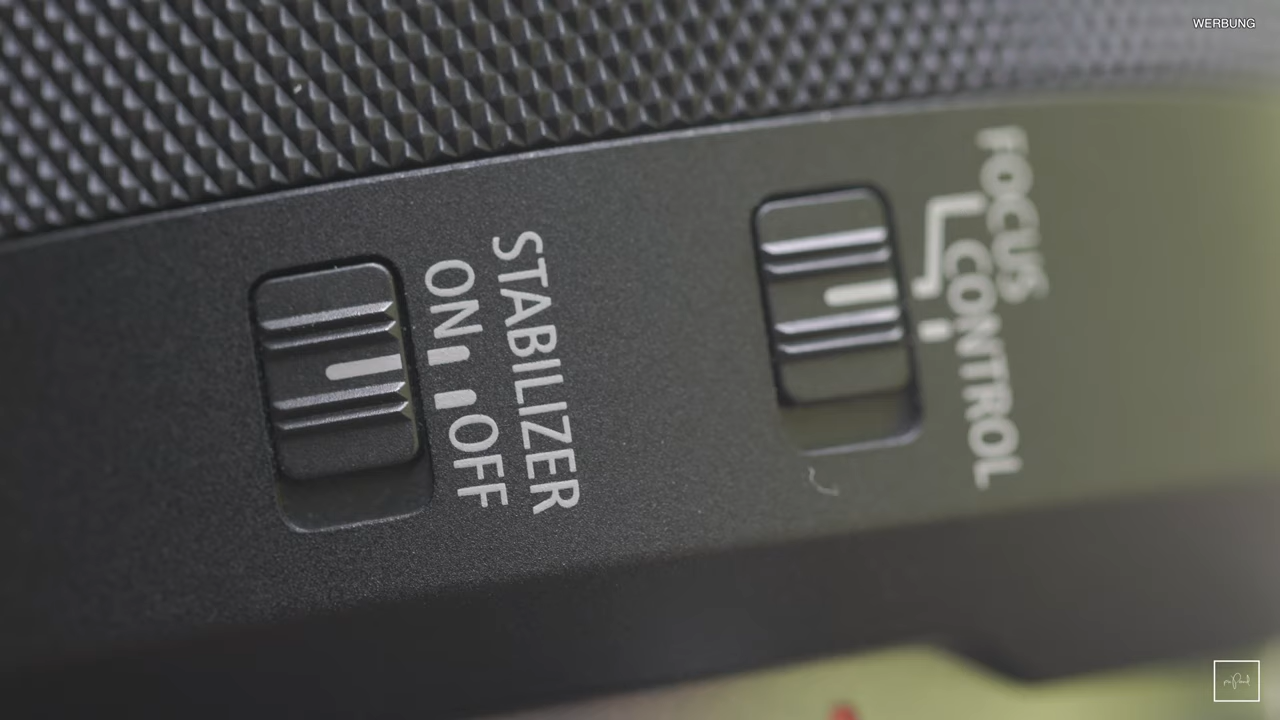 WERBUNG
STABILIZER
ON
OFF
FOCUS
CONTROL